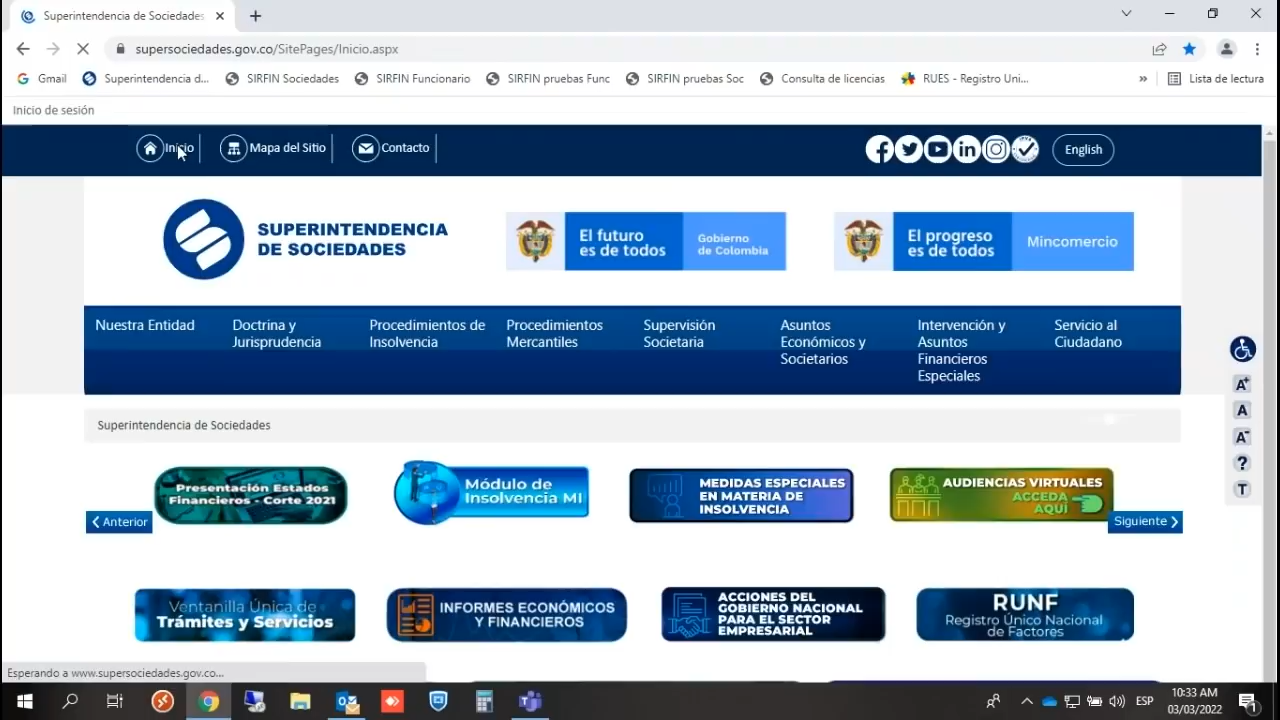 Superintendencia de Sociedades
supersociedades.gov.co/SitePages/Inicio.aspx
Gmail
Superintendencia d...
SIRFIN Sociedades
SIRFIN Funcionario
SIRFIN pruebas Func
SIRFIN pruebas Soc
Consulta de licencias
RUES - Registro Uni...
»
Lista de lectura
Inicio de sesión
Inicio
Mapa del Sitio
Contacto
English
SUPERINTENDENCIA
DE SOCIEDADES
El futuro
es de todos
Gobierno
de Colombia
El progreso
es de todos
Mincomercio
Nuestra Entidad
Doctrina y
Jurisprudencia
Procedimientos de
Insolvencia
Procedimientos
Mercantiles
Supervisión
Societaria
Asuntos
Económicos y
Societarios
Intervención y
Asuntos
Financieros
Especiales
Servicio al
Ciudadano
A+
A
A-
?
T
Superintendencia de Sociedades
Presentación Estados
Financieros - Corte 2021
Módulo de
Insolvencia MI
MEDIDAS ESPECIALES
EN MATERIA DE
INSOLVENCIA
AUDIENCIAS VIRTUALES
ACCEDA
AQUÍ
Anterior
Siguiente
Ventanilla Única de
Trámites y Servicios
INFORMES ECONÓMICOS
Y FINANCIEROS
ACCIONES DEL
GOBIERNO NACIONAL
PARA EL SECTOR
EMPRESARIAL
RUNF
Registro Único Nacional
de Factores
Esperando a www.supersociedades.gov.co...
ESP
10:33 AM
03/03/2022
1